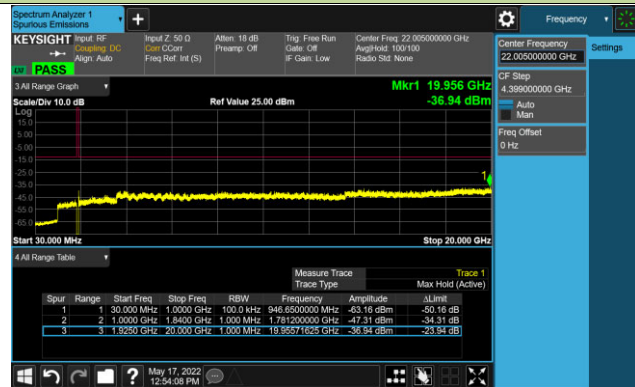 Spectrum Analyzer 1
Spurious Emissions
Frequency
KEYSIGHT
Input: RF
Coupling: DC
Align: Auto
Input Z: 50 Ω
Corr CCorr
Freq Ref: Int (S)
Atten: 18 dB
Preamp: Off
Trig: Free Run
Gate: Off
IF Gain: Low
Center Freq: 22.005000000 GHz
Avg|Hold: 100/100
Radio Std: None
PASS
3 All Range Graph
Mkr1 19.956 GHz
Scale/Div 10.0 dB
Ref Value 25.00 dBm
-36.94 dBm
Log
15.0
5.00
-5.00
-15.0
-25.0
-35.0
-45.0
-55.0
-65.0
1
Start 30.000 MHz
Stop 20.000 GHz
4 All Range Table
Measure Trace Trace 1
Trace Type Max Hold (Active)
Spur Range Start Freq Stop Freq RBW Frequency Amplitude ΔLimit
1 1 30.000 MHz 1.0000 GHz 100.0 kHz 946.6500000 MHz -63.16 dBm -50.16 dB
2 2 1.0000 GHz 1.8400 GHz 1.000 MHz 1.781200000 GHz -47.31 dBm -34.31 dB
3 3 1.9250 GHz 20.000 GHz 1.000 MHz 19.95571625 GHz -36.94 dBm -23.94 dB
Center Frequency
22.005000000 GHz
Settings
CF Step
4.399000000 GHz
Auto
Man
Freq Offset
0 Hz
May 17, 2022
12:54:08 PM